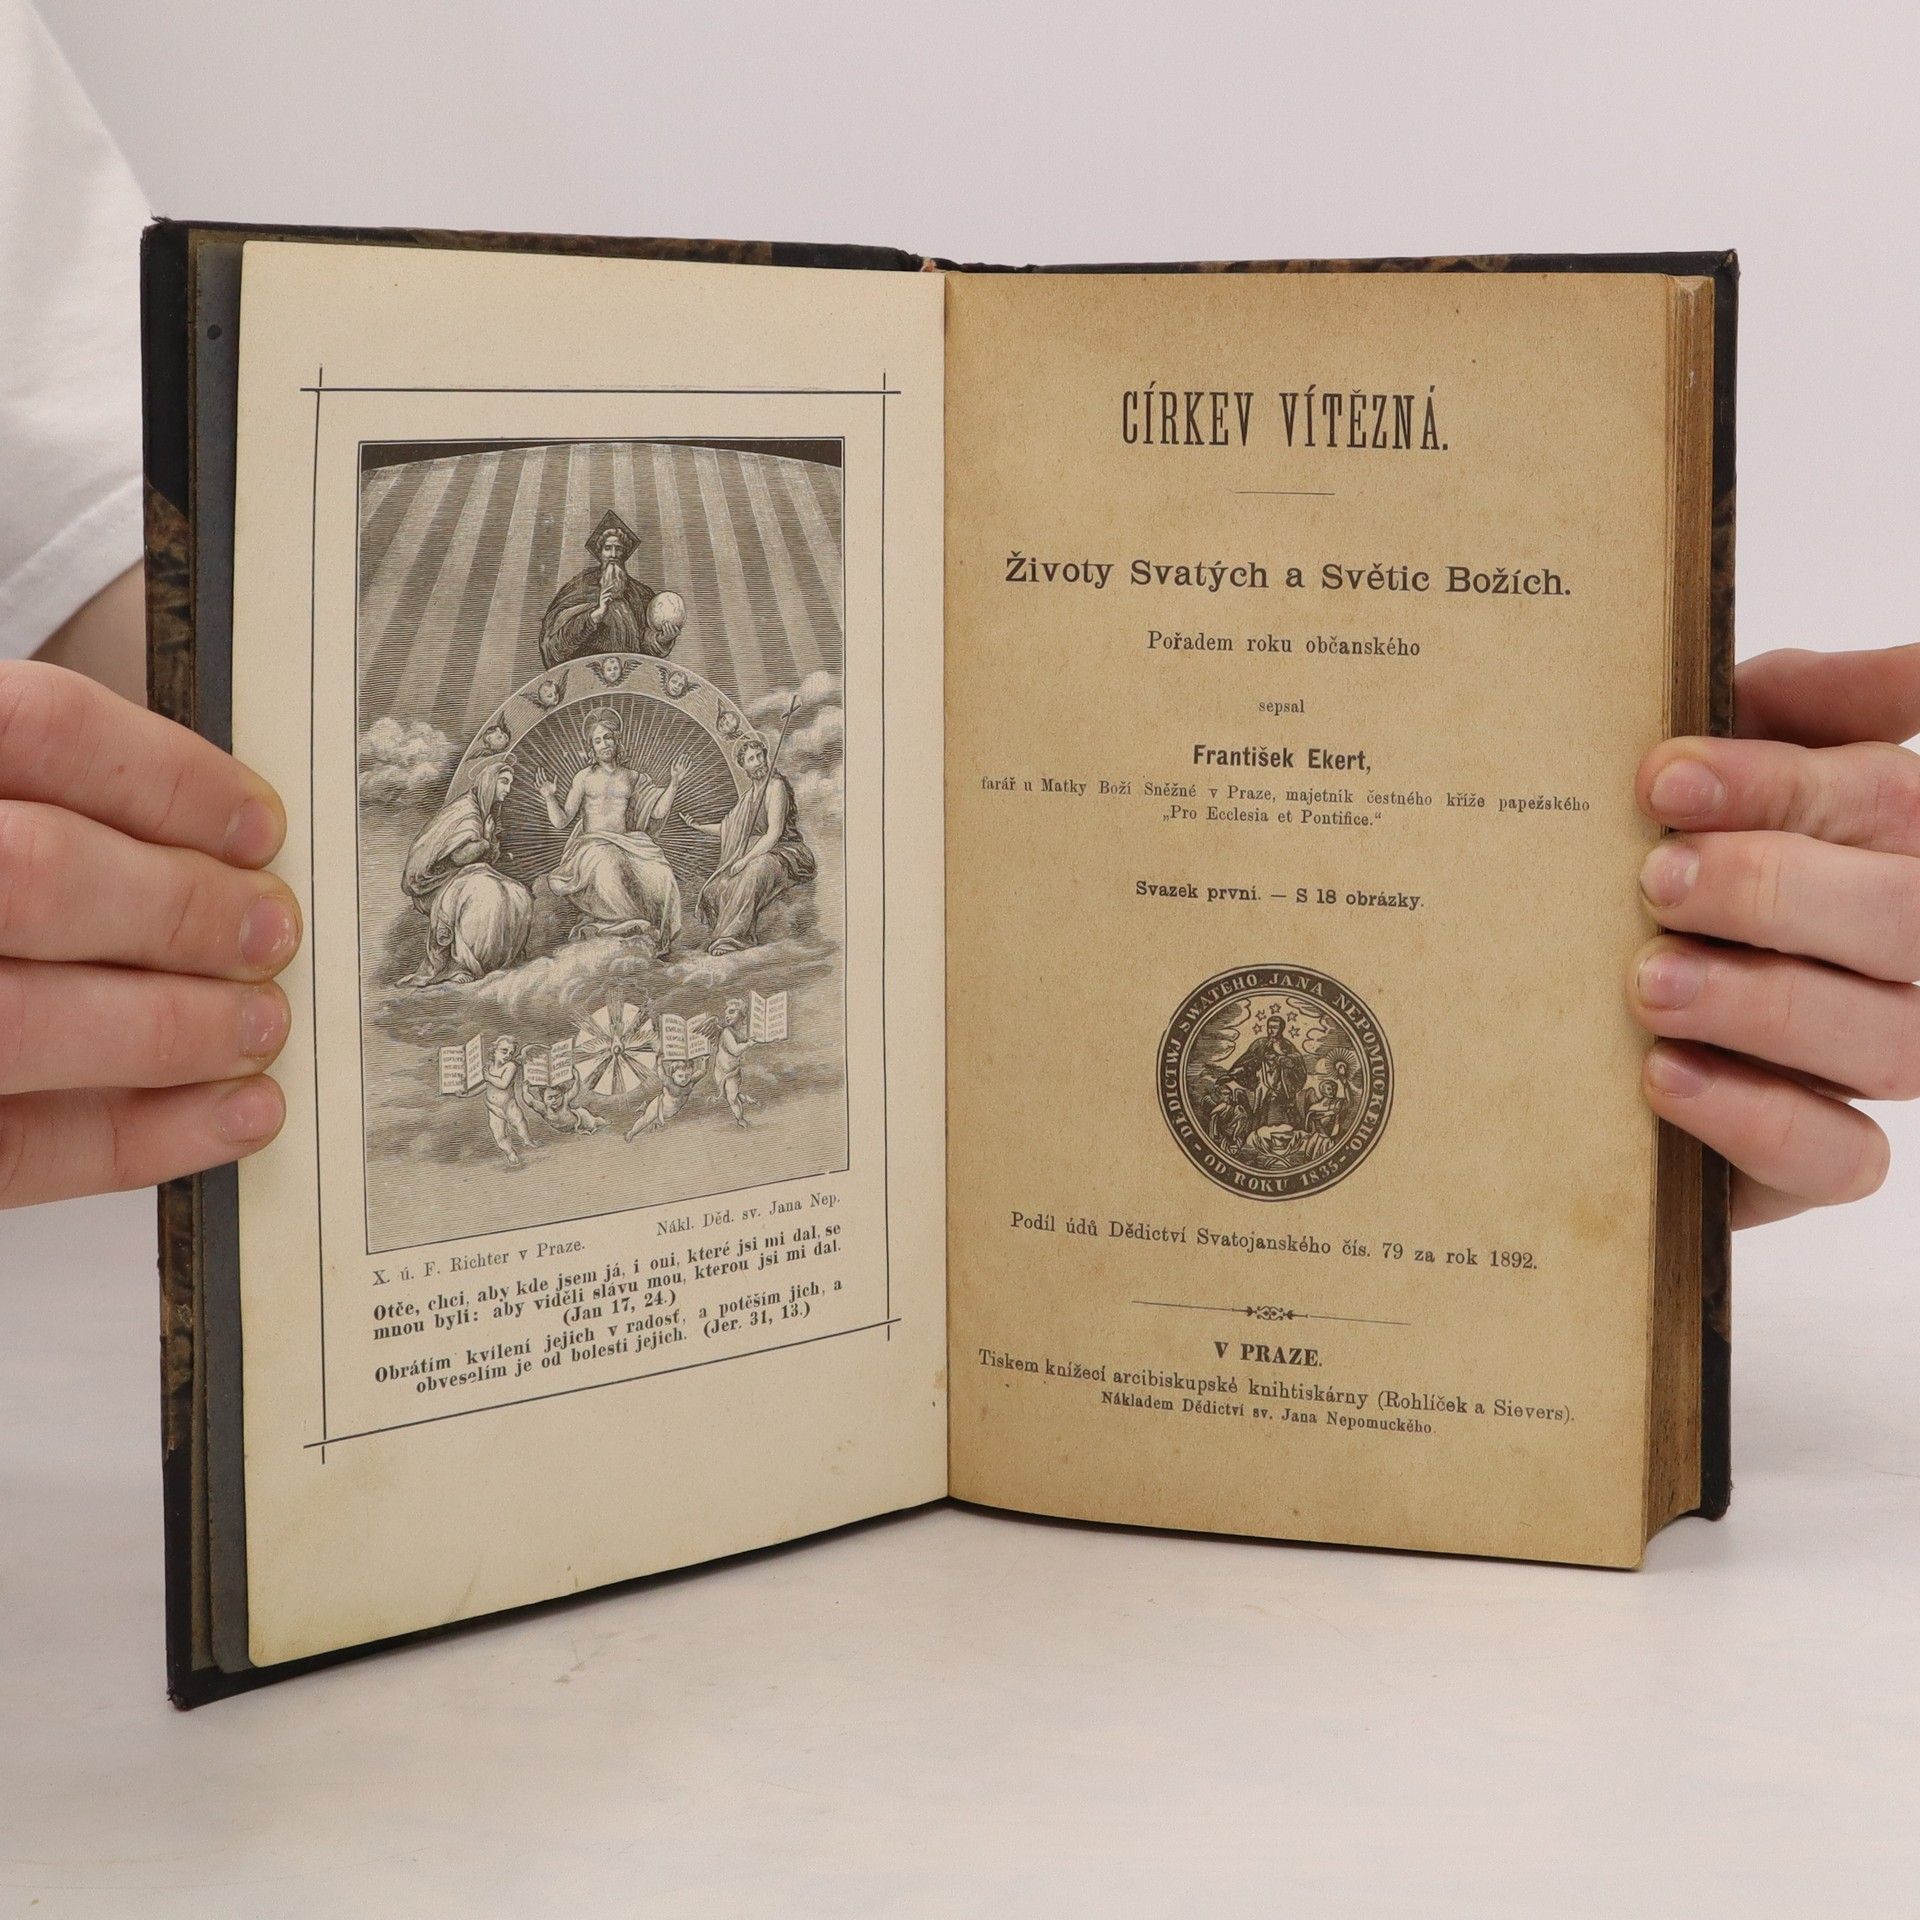 X. ú. F. Richter v Praze.
Nákl. Děd. sv. Jana Nep.
Otče, chci, aby kde jsem já, i oni, které jsi mi dal, se
mnou byli: aby viděli slávu mou, kterou jsi mi dal.
(Jan 17, 24.)
Obrátím kvílení jejich v radosť, a potěším jich, a
obveselím je od bolesti jejich. (Jer. 31, 13.)
CÍRKEV VÍTĚZNÁ.
Životy Svatých a Světic Božích.
Pořadem roku občanského
sepsal
František Ekert,
farář u Matky Boží Sněžné v Praze, majetník čestného kříže papežského
„Pro Ecclesia et Pontifice.“
Svazek první. — S 18 obrázky.
DĚDICTWJ SWATÉHO JANA NEPOMUCKÉHO.
- OD ROKU 1835 -
Podíl údů Dědictví Svatojanského čís. 79 za rok 1892.
V PRAZE.
Tiskem knížecí arcibiskupské knihtiskárny (Rohlíček a Sievers).
Nákladem Dědictví sv. Jana Nepomuckého.